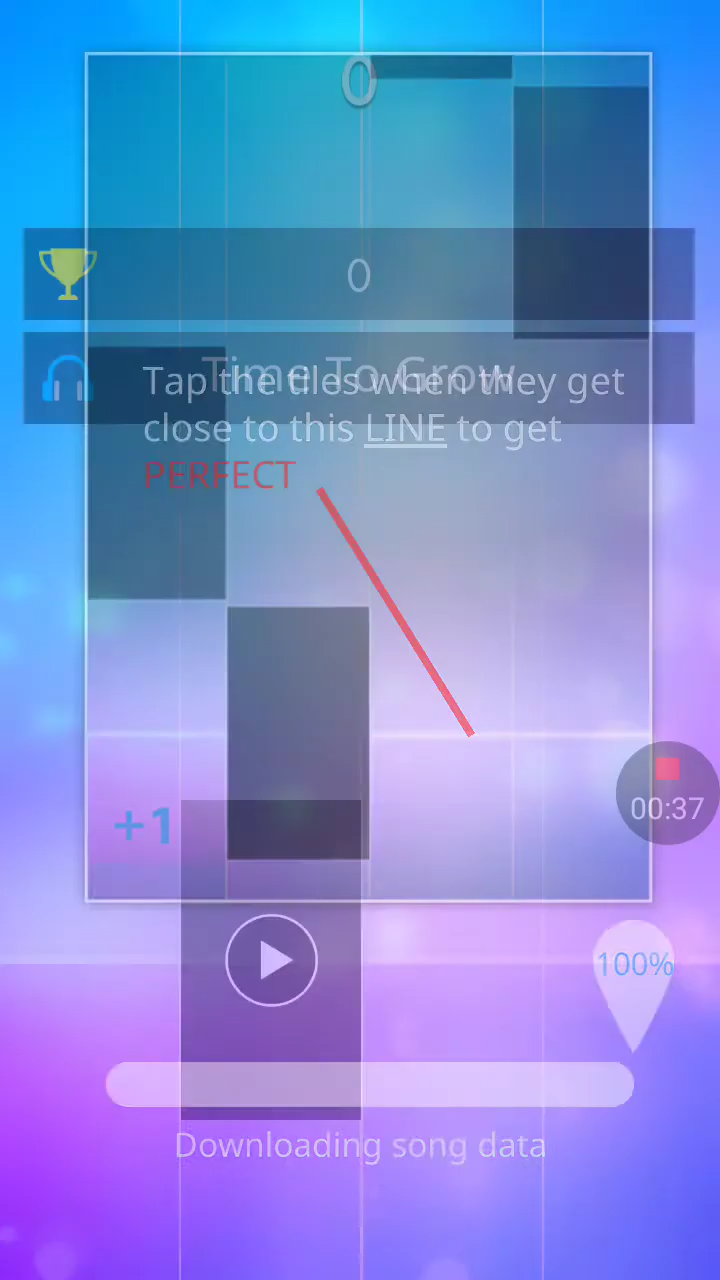 0
0
Time To Grow
Tap the tiles when they get
close to this LINE to get
PERFECT
00:37
+1
100%
Downloading song data